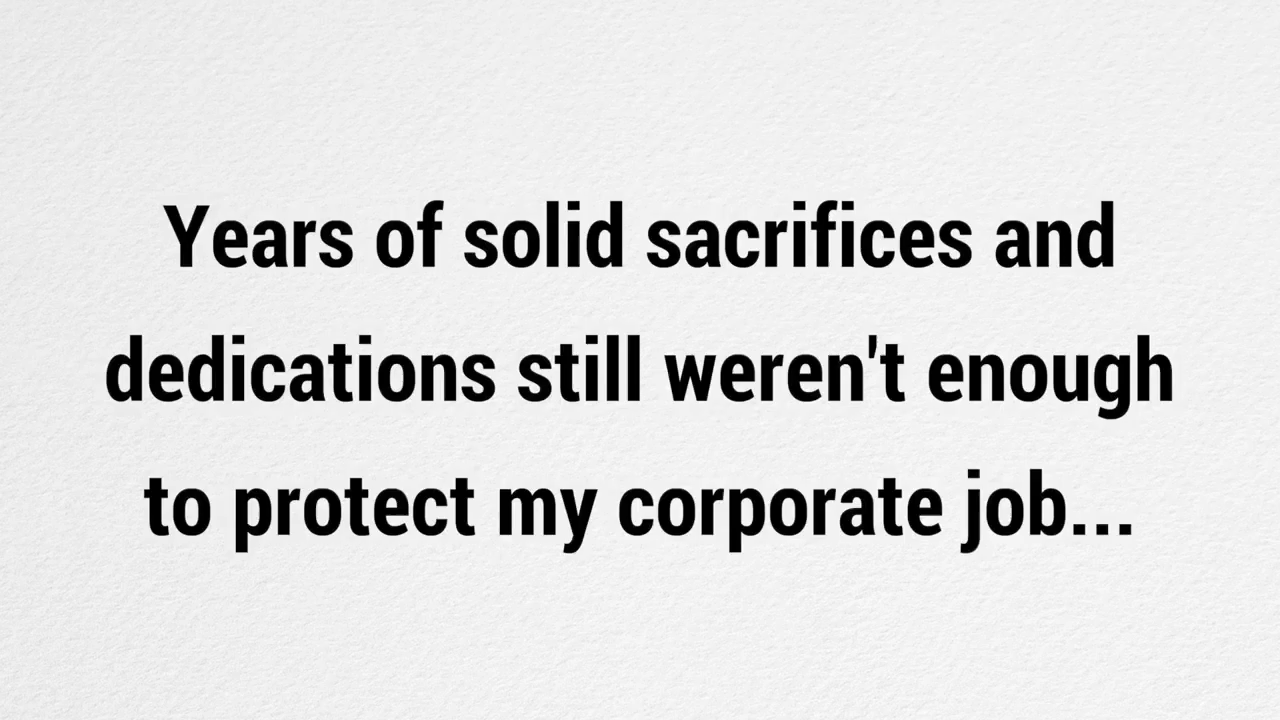 Years of solid sacrifices and
dedications still weren't enough
to protect my corporate job...